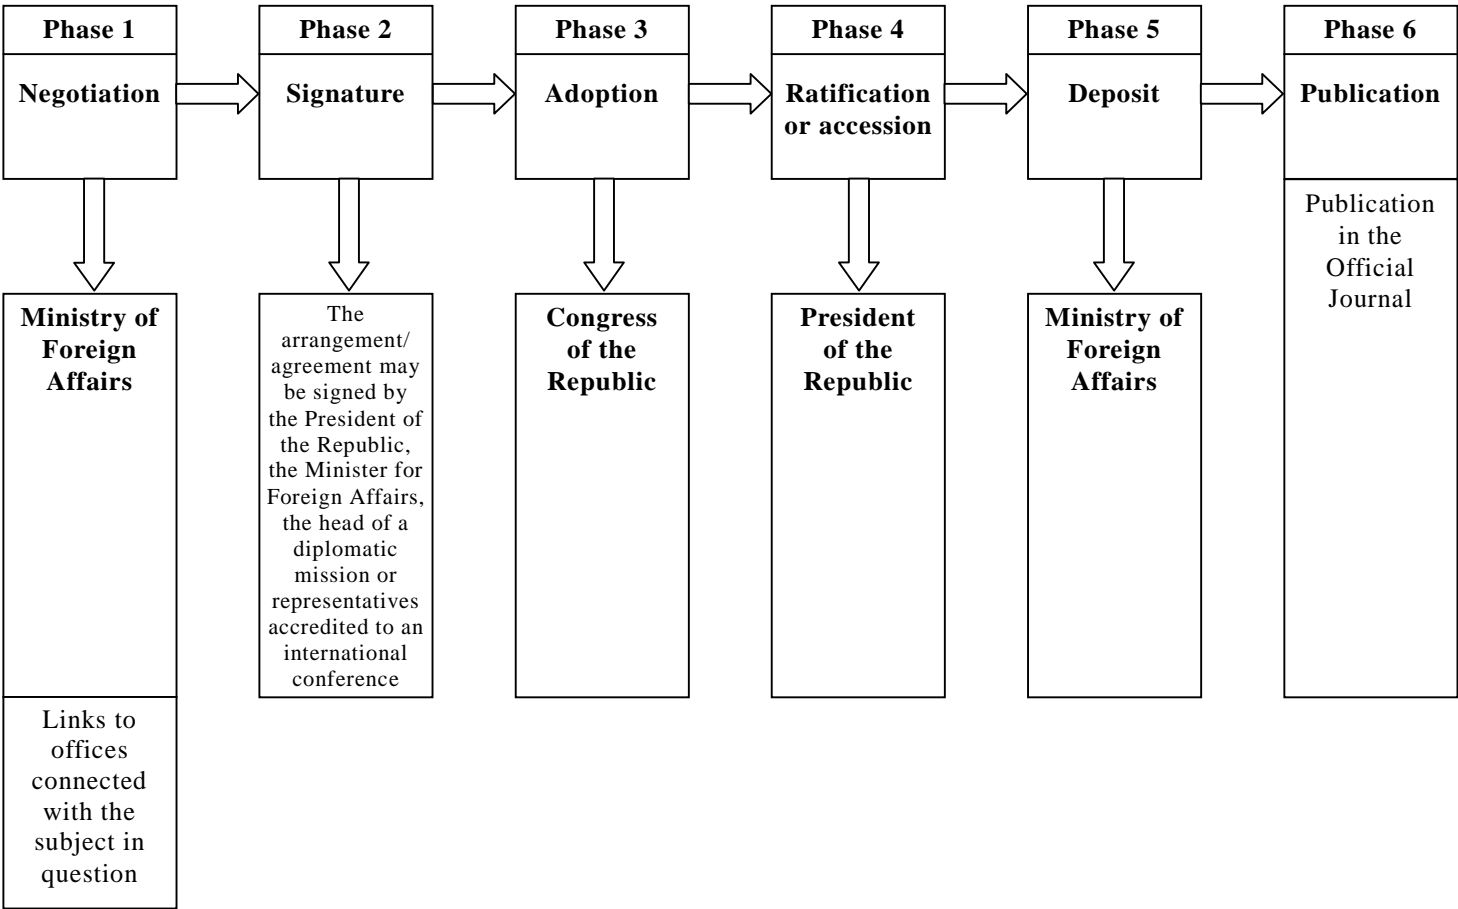 Phase 1
Negotiation
Ministry of
Foreign
Affairs
Links to
offices
connected
with the
subject in
question
Phase 2
Signature
The
arrangement/
agreement may
be signed by
the President of
the Republic,
the Minister for
Foreign Affairs,
the head of a
diplomatic
mission or
representatives
accredited to an
international
conference
Phase 3
Adoption
Congress
of the
Republic
Phase 4
Ratification
or accession
President
of the
Republic
Phase 5
Deposit
Ministry of
Foreign
Affairs
Phase 6
Publication
Publication
in the
Official
Journal